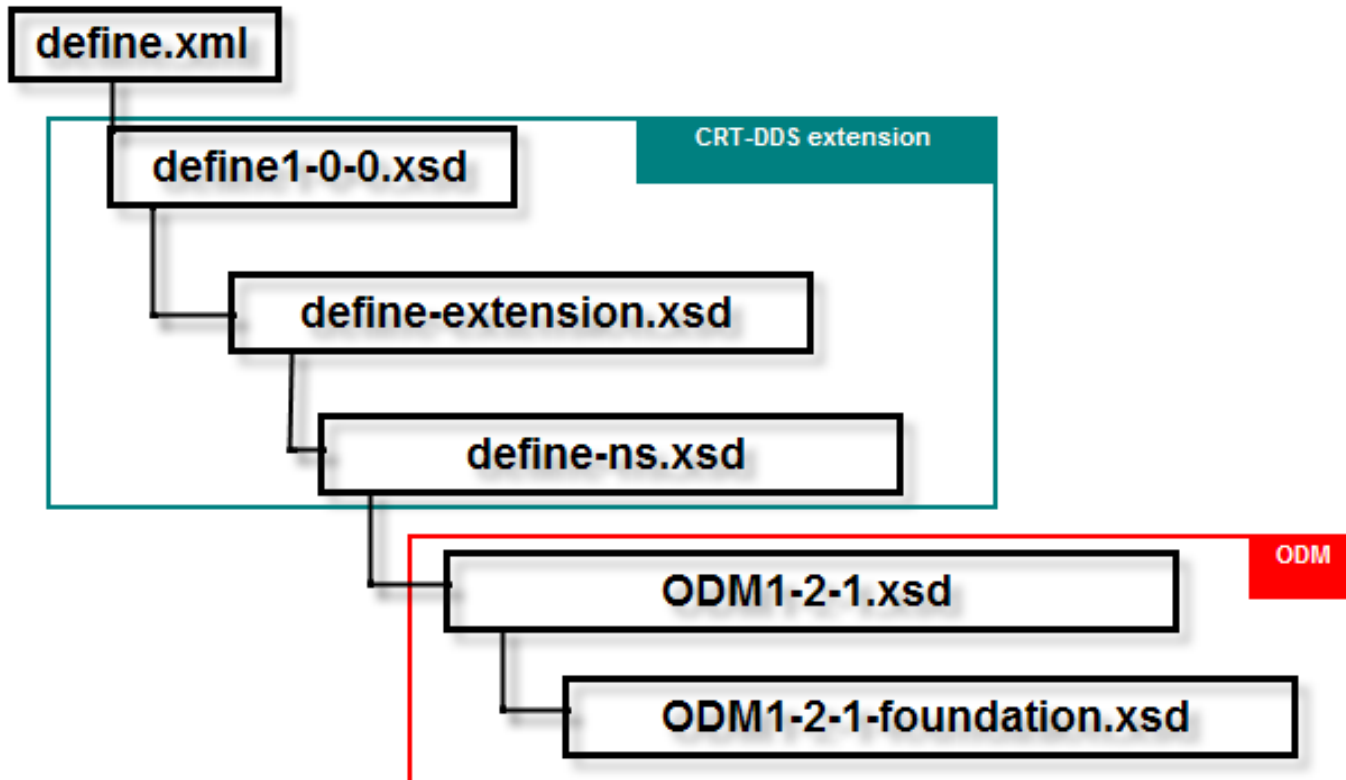 define.xml
CRT-DDS extension
define1-0-0.xsd
define-extension.xsd
define-ns.xsd
ODM
ODM1-2-1.xsd
ODM1-2-1-foundation.xsd